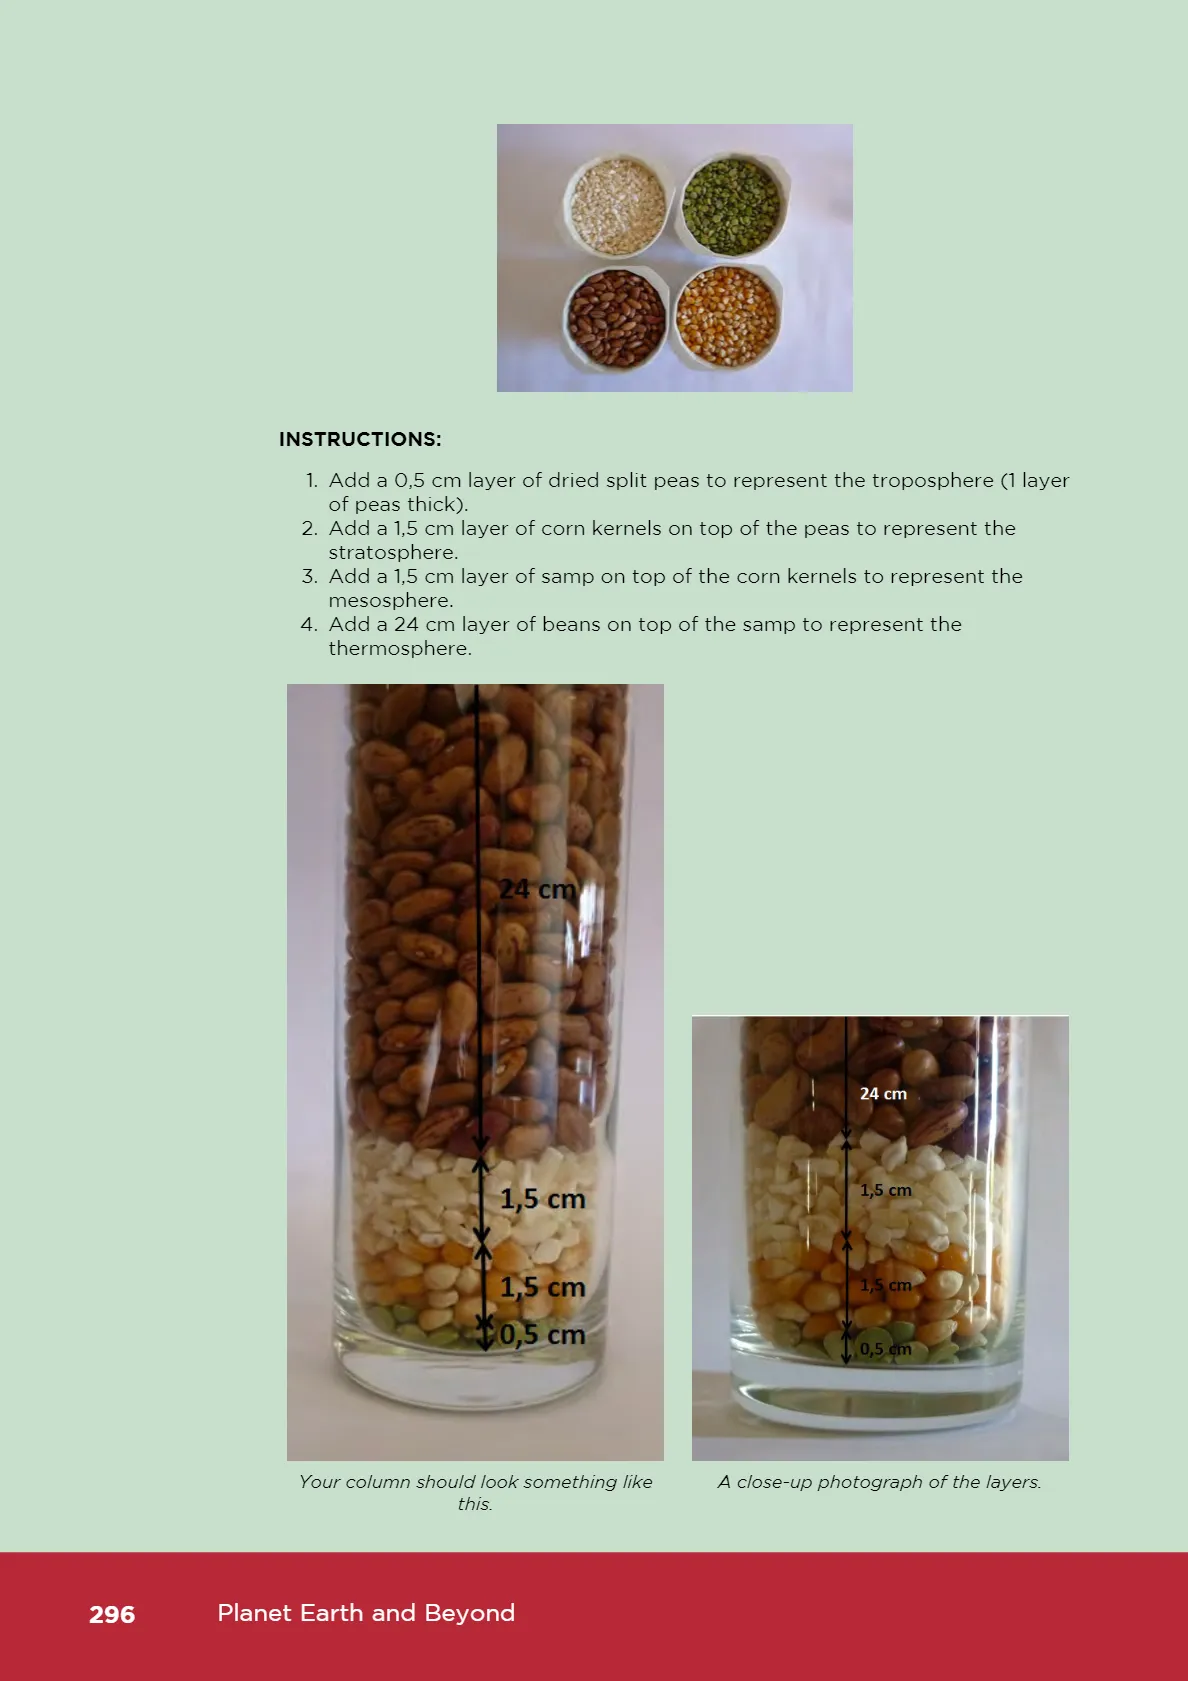 INSTRUCTIONS:
1. Add a 0,5 cm layer of dried split peas to represent the troposphere (1 layer
of peas thick).
2. Add a 1,5 cm layer of corn kernels on top of the peas to represent the
stratosphere.
3. Add a 1,5 cm layer of samp on top of the corn kernels to represent the
mesosphere.
4. Add a 24 cm layer of beans on top of the samp to represent the
thermosphere.
24 cm
1,5 cm
1,5 cm
0,5 cm
24 cm
1,5 cm
1,5 cm
0,5 cm
Your column should look something like
this.
A close-up photograph of the layers.
296 Planet Earth and Beyond